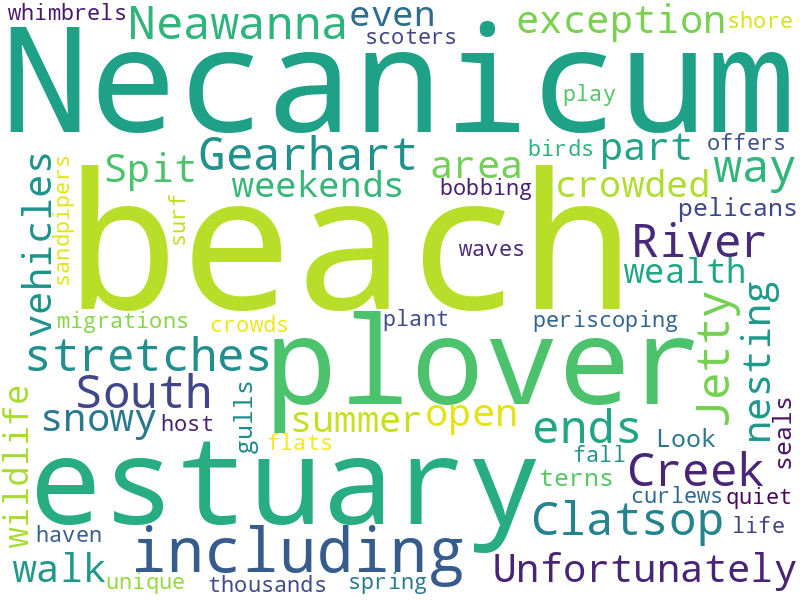 whimbrels
Neawanna
even
scoters
exception
shore
Necanicum
play
Spit
Gearhart
weekends
area
bobbing
birds
part
offers
crowded
way
pelicans
vehicles
sandpipers
surf
beach
waves
River
wealth
migrations
crowds
plant
periscoping
stretches
plover
Jetty
nesting
South
snowy
host
gulls
summer
open
flats
ends
fall
Look
seals
wildlife
estuary
terns
Creek
curlews
quiet
haven
including
Clatsop
life
walk
unique
thousands
spring
Unfortunately